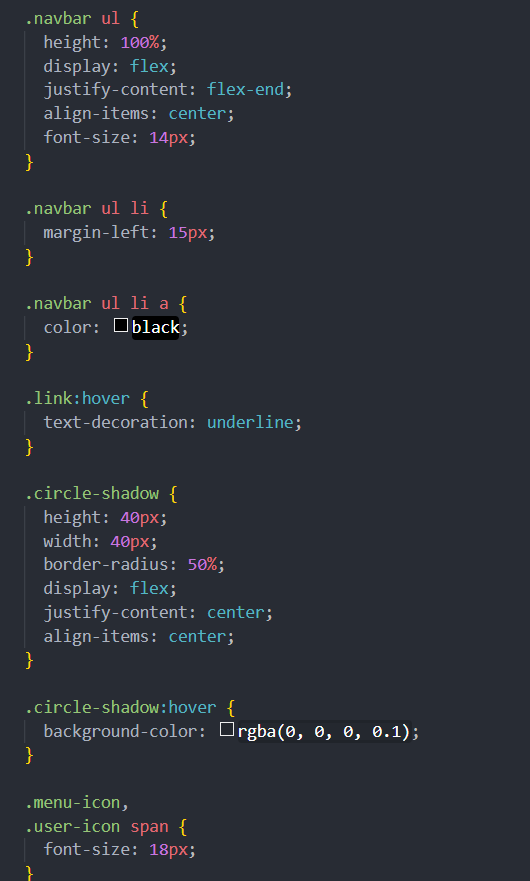 .navbar ul {
  height: 100%;
  display: flex;
  justify-content: flex-end;
  align-items: center;
  font-size: 14px;
}

.navbar ul li {
  margin-left: 15px;
}

.navbar ul li a {
  color: black;
}

.link:hover {
  text-decoration: underline;
}

.circle-shadow {
  height: 40px;
  width: 40px;
  border-radius: 50%;
  display: flex;
  justify-content: center;
  align-items: center;
}

.circle-shadow:hover {
  background-color: rgba(0, 0, 0, 0.1);
}

.menu-icon,
.user-icon span {
  font-size: 18px;
}